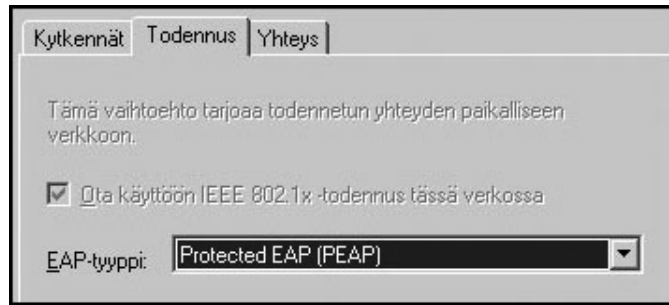 Kytkennät Todennus Yhteys
Tämä vaihtoehto tarjoaa todennetun yhteyden paikalliseen
verkkoon.
Ota käyttöön IEEE 802.1x -todennus tässä verkossa
EAP-tyyppi: Protected EAP (PEAP)